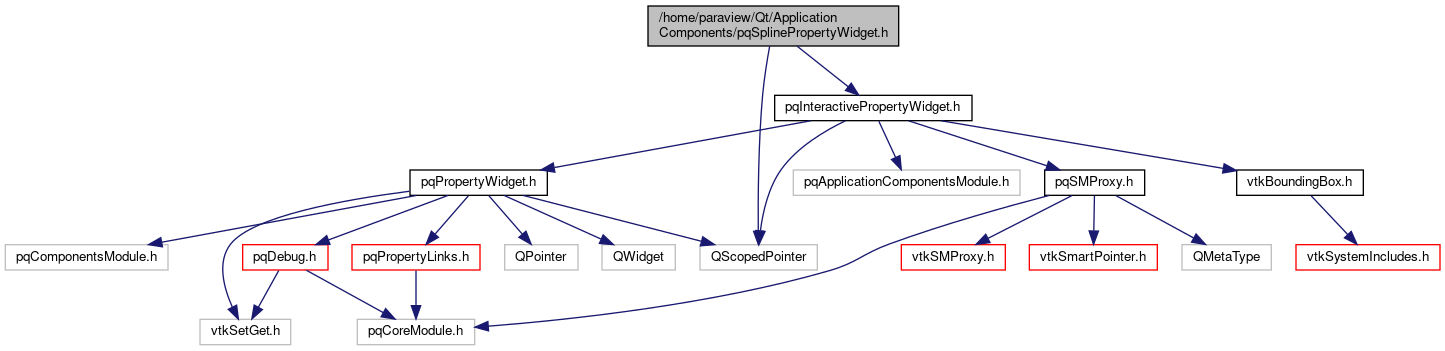 /home/paraview/Qt/Application
Components/pqSplinePropertyWidget.h
pqInteractivePropertyWidget.h
pqPropertyWidget.h
pqApplicationComponentsModule.h
pqSMProxy.h
vtkBoundingBox.h
pqComponentsModule.h
pqDebug.h
pqPropertyLinks.h
QPointer
QWidget
QScopedPointer
vtkSMProxy.h
vtkSmartPointer.h
QMetaType
vtkSystemIncludes.h
vtkSetGet.h
pqCoreModule.h